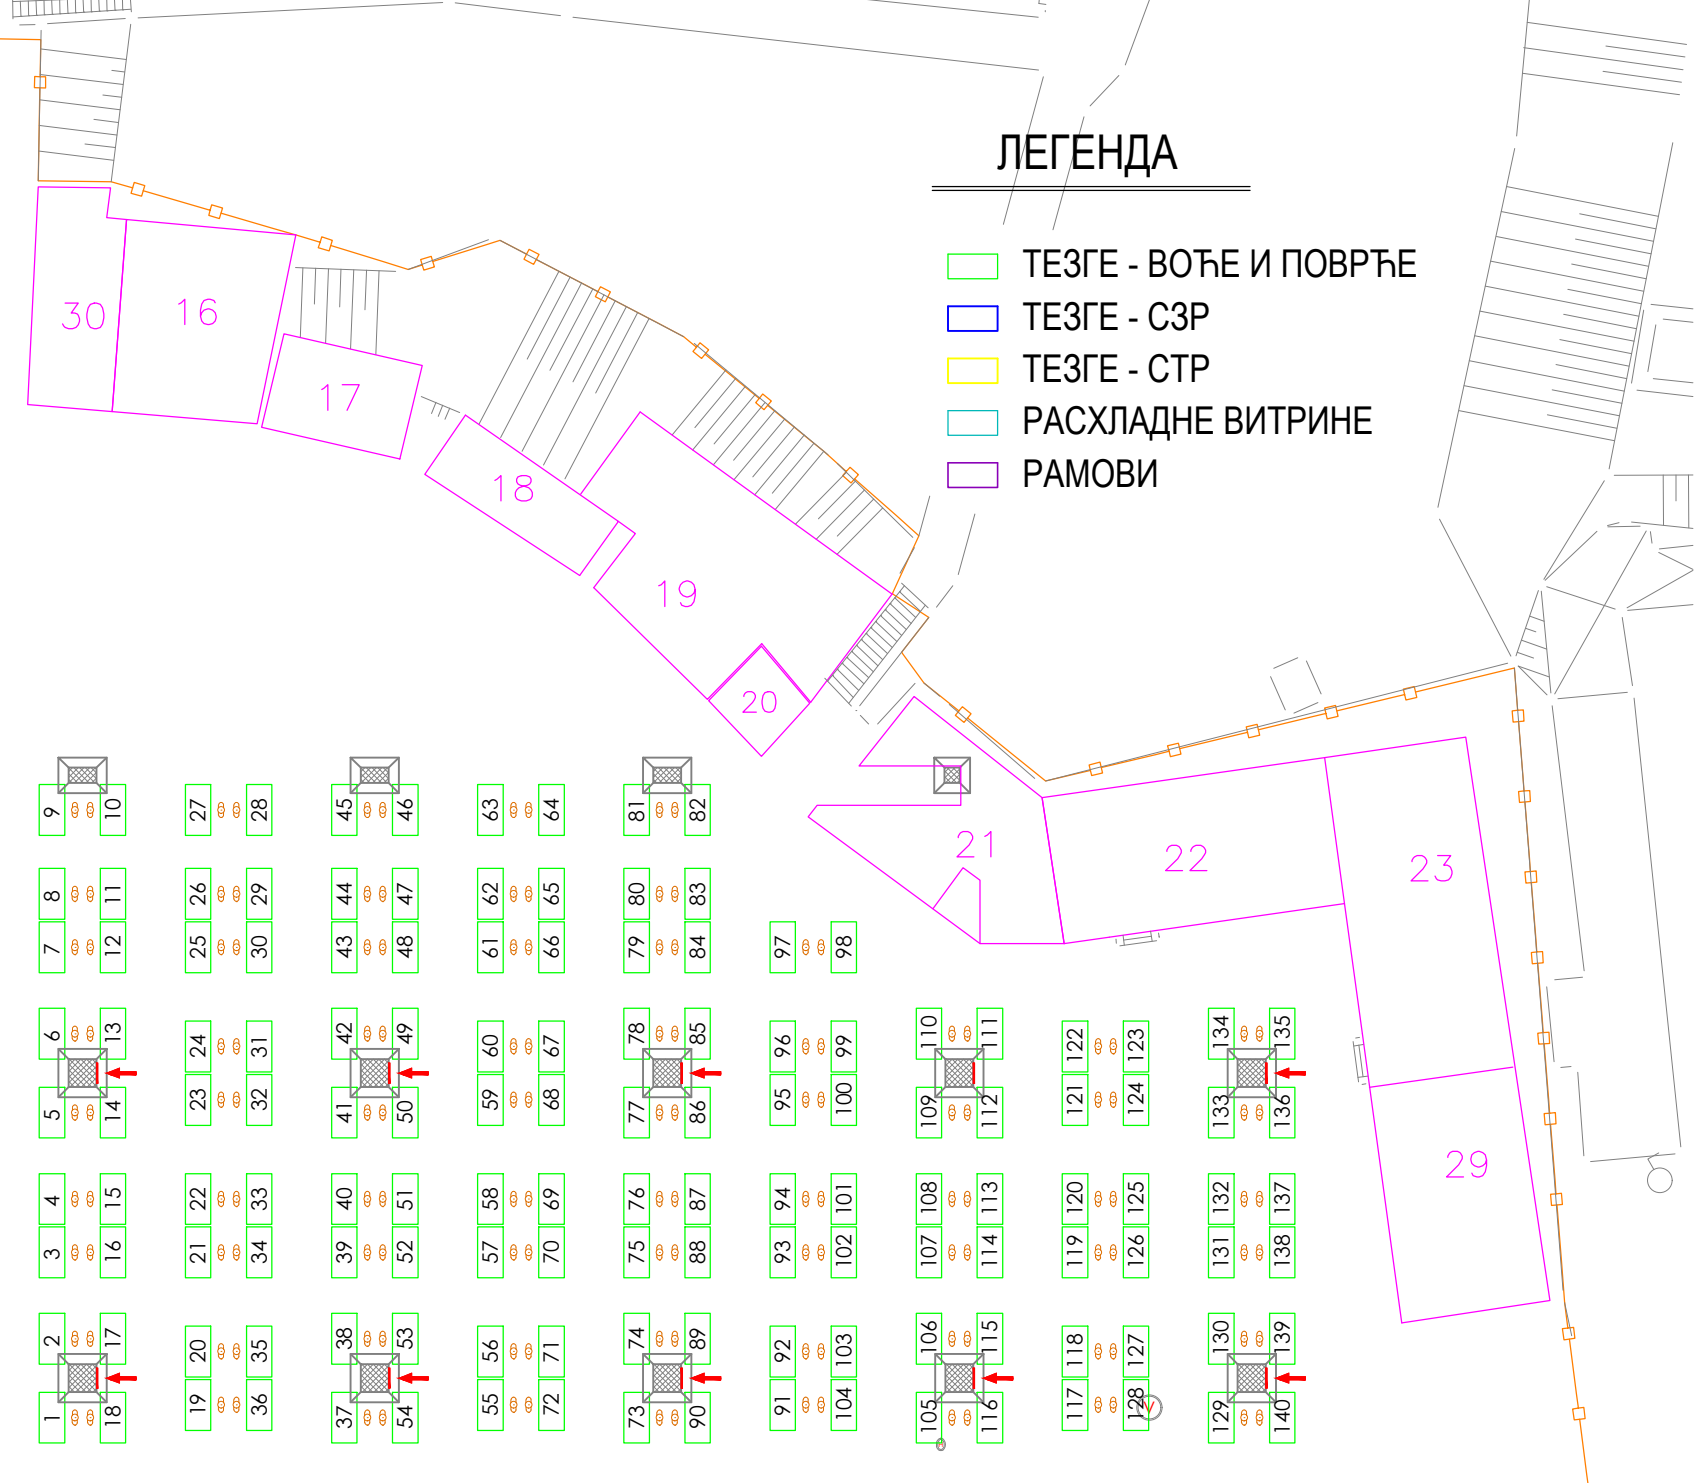 ЛЕГЕНДА
ТЕЗГЕ - ВОЋЕ И ПОВРЋЕ
ТЕЗГЕ - СЗР
ТЕЗГЕ - СТР
РАСХЛАДНЕ ВИТРИНЕ
РАМОВИ
30 16
17
18
19
20
21 22 23
29
9 10 27 28 45 46 63 64 81 82
8 11 26 29 44 47 62 65 80 83
7 12 25 30 43 48 61 66 79 84 97 98
6 13 24 31 42 49 60 67 78 85 96 99 110 111 122 123 134 135
5 14 23 32 41 50 59 68 77 86 95 100 109 112 121 124 133 136
4 15 22 33 40 51 58 69 76 87 94 101 108 113 120 125 132 137
3 16 21 34 39 52 57 70 75 88 93 102 107 114 119 126 131 138
2 17 20 35 38 53 56 71 74 89 92 103 106 115 118 127 130 139
1 18 19 36 37 54 55 72 73 90 91 104 105 116 117 128 129 140